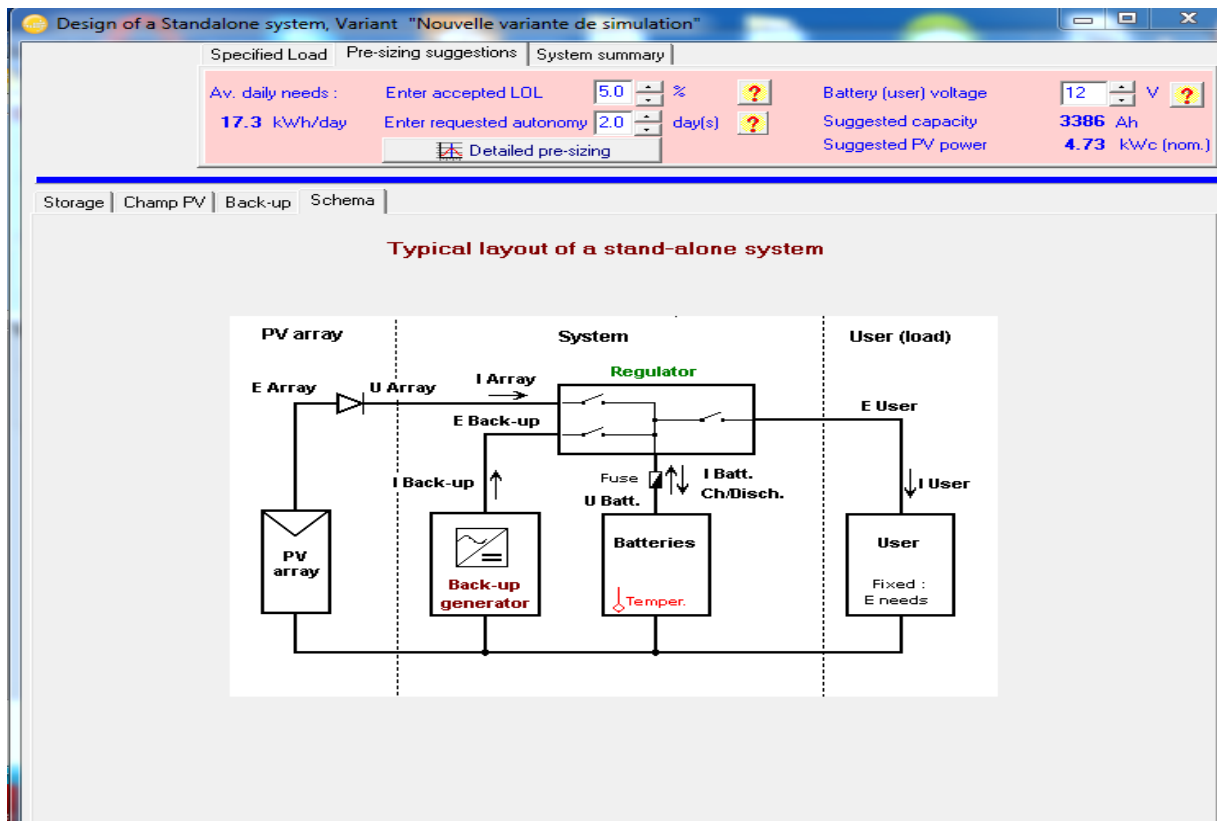 Design of a Standalone system, Variant "Nouvelle variante de simulation"
Specified Load Pre-sizing suggestions System summary
Av. daily needs : Enter accepted LOL 5.0 % ? Battery (user) voltage 12 V ?
17.3 kWh/day Enter requested autonomy 2.0 day(s) ? Suggested capacity 3386 Ah
Detailed pre-sizing Suggested PV power 4.73 kWc (nom.)
Storage Champ PV Back-up Schema
Typical layout of a stand-alone system
PV array System User (load)
Regulator
E Array U Array I Array
E Back-up E User
I Back-up Fuse I Batt. I User
U Batt. Ch/Disch.
PV
array
Back-up
generator
Batteries
Temper.
User
Fixed :
E needs